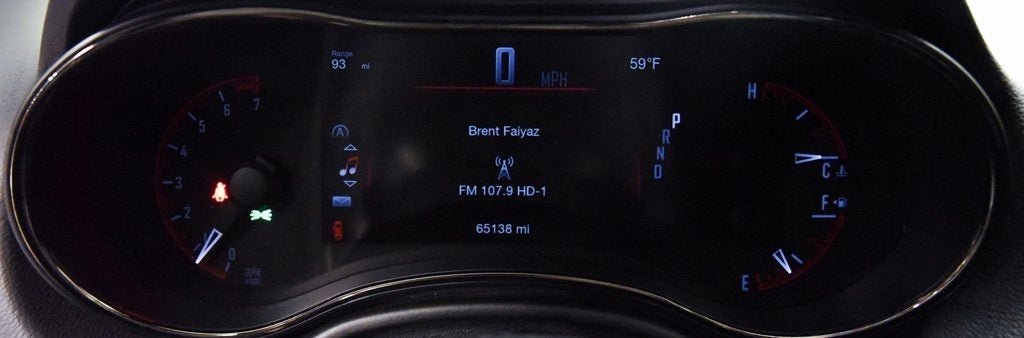 Range
93 mi
0 MPH
59°F
7
6
5
4
3
2
1
0
RPM
A
Brent Faiyaz
FM 107.9 HD-1
65138 mi
P
R
N
D
H
C
F
E